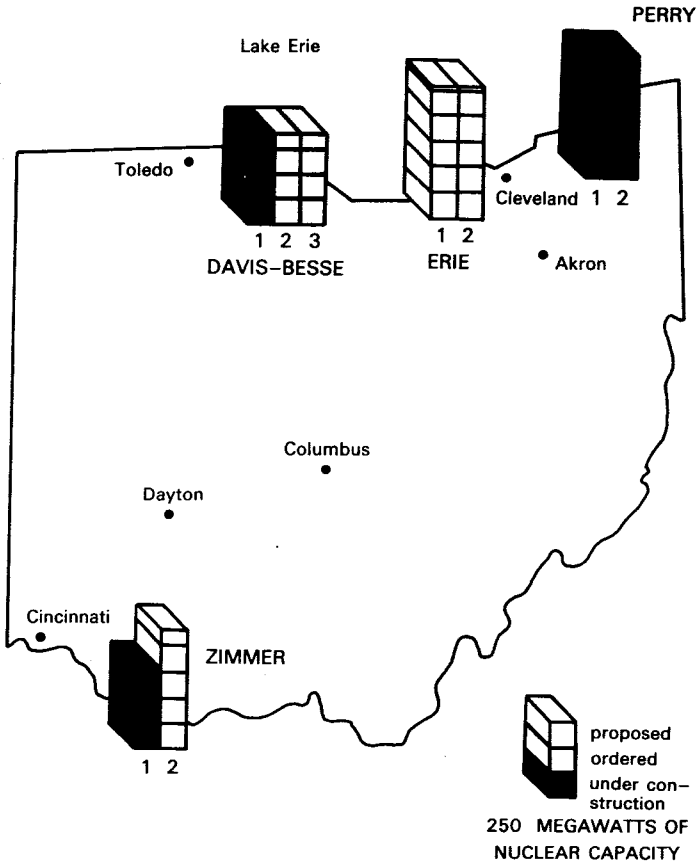 PERRY
Lake Erie
Toledo
Cleveland 1 2
1 2 3
DAVIS-BESSE
1 2
ERIE
Akron
Columbus
Dayton
Cincinnati
ZIMMER
1 2
proposed
ordered
under con-
struction
250 MEGAWATTS OF
NUCLEAR CAPACITY